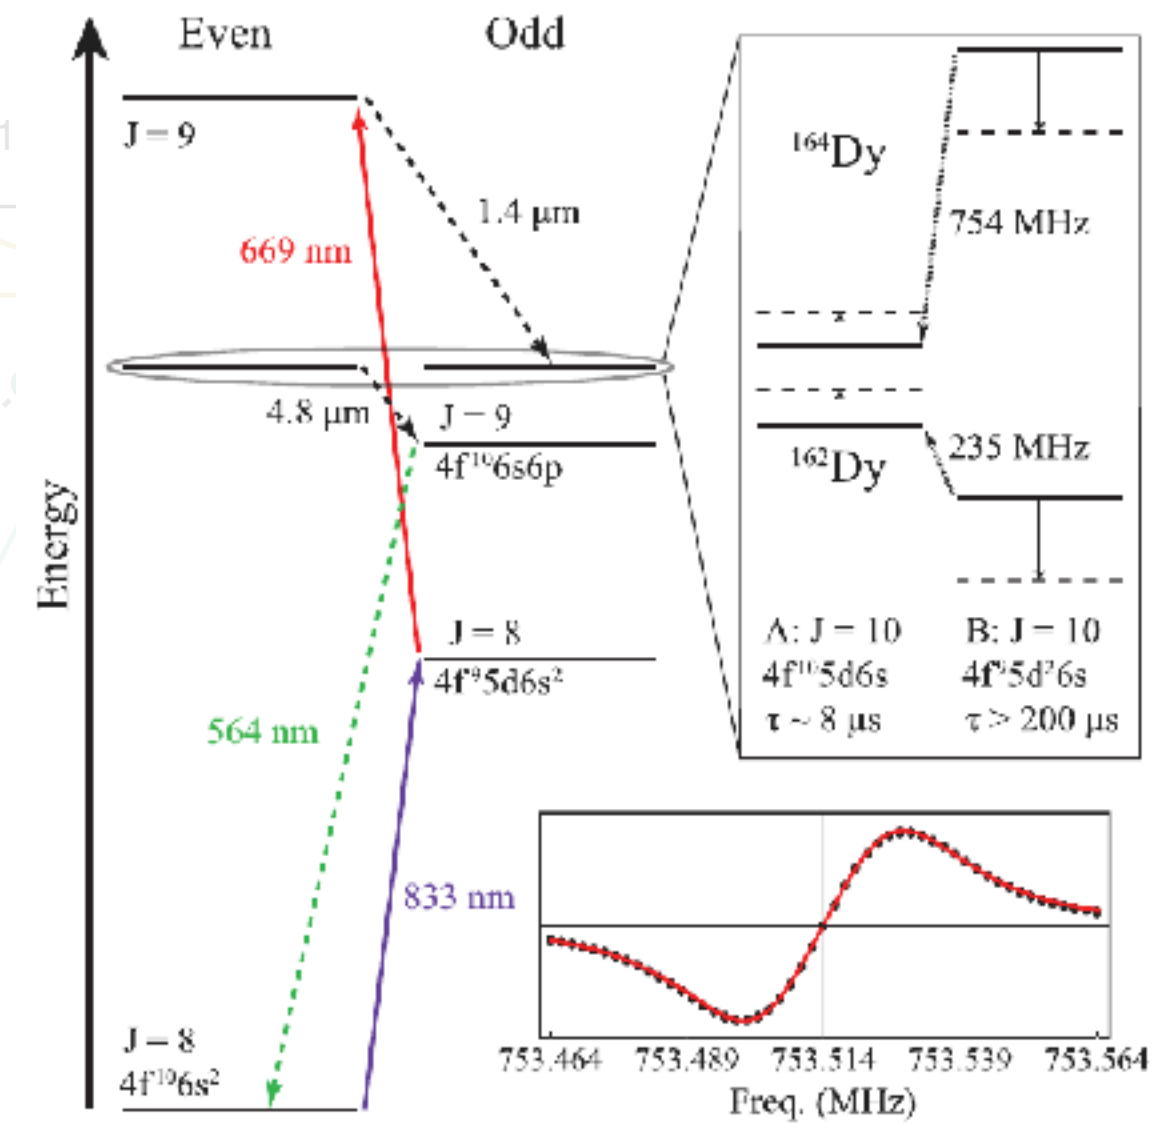 Even
Odd
Energy
J = 9
669 nm
1.4 µm
4.8 µm
J = 9
4f¹⁰6s6p
J = 8
4f⁹5d6s²
564 nm
833 nm
J = 8
4f¹⁰6s²
¹⁶⁴Dy
754 MHz
235 MHz
¹⁶²Dy
A: J = 10
4f¹⁰5d6s
τ ~ 8 µs
B: J = 10
4f⁹5d²6s
τ > 200 µs
753.464 753.489 753.514 753.539 753.564
Freq. (MHz)